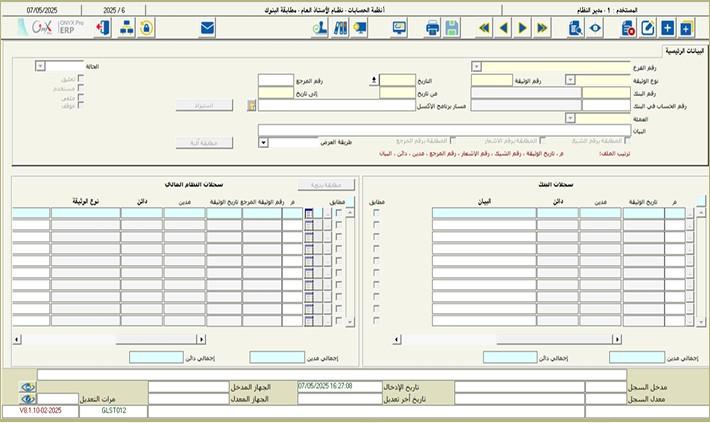 المستخدم : 1 - مدير النظام
أنظمة الحسابات - نظـام الأستاذ العـام - مطابقة البنوك
6 / 2025
07/05/2025
ONYX Pro
ERP
البيانات الرئيسية
رقم الفرع
الحالة
نوع الوثيقة
رقم الوثيقة
التاريخ
رقم المرجع
تعليق
مستخدم
رقم البنك
من تاريخ
إلى تاريخ
ملغي
موقف
رقم الحساب في البنك
مسار برنامج الاكسل
استيراد
العملة
البيان
المطابقة برقم الشيك
المطابقة برقم الاشعار
المطابقة برقم المرجع
طريقة العرض
مطابقة آلية
ترتيب الملف:
م ، تاريخ الوثيقة ، رقم الشيك ، رقم الاشعار ، رقم المرجع ، مدين ، دائن ، البيان
سجلات البنك
مطابقة يدوية
سجلات النظام المالي
م
تاريخ الوثيقة
مدين
دائن
البيان
مطابق
مطابق
م
رقم الوثيقة
المرجع
تاريخ الوثيقة
مدين
دائن
نوع الوثيقة
إجمالي مدين
إجمالي دائن
إجمالي مدين
إجمالي دائن
مدخل السجل
تاريخ الإدخال
07/05/2025 16:27:08
الجهاز المدخل
معدل السجل
تاريخ آخر تعديل
الجهاز المعدل
مرات التعديل
GLST012
V8.1.10-02-2025